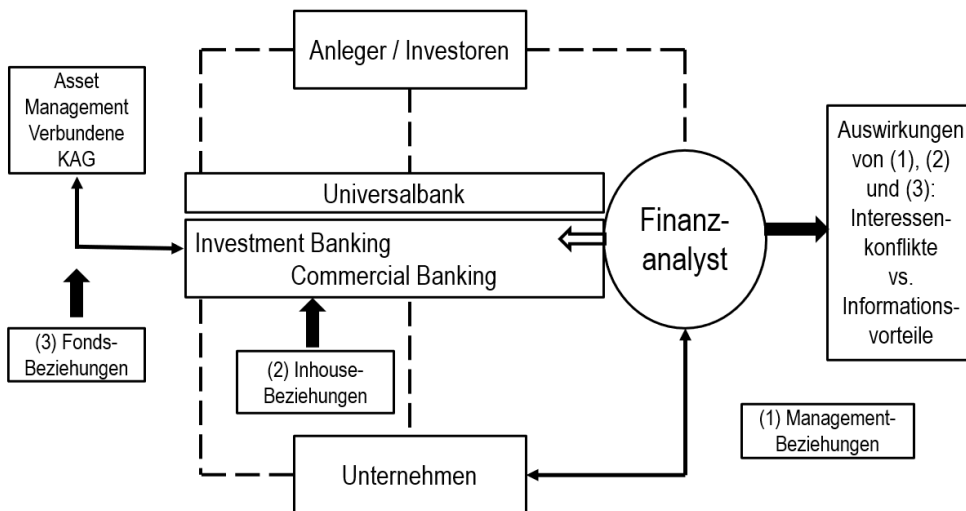 Anleger / Investoren
Asset
Management
Verbundene
KAG
Universalbank
Investment Banking
Commercial Banking
Finanz-
analyst
Auswirkungen
von (1), (2)
und (3):
Interessen-
konflikte
vs.
Informations-
vorteile
(3) Fonds-
Beziehungen
(2) Inhouse-
Beziehungen
(1) Management-
Beziehungen
Unternehmen